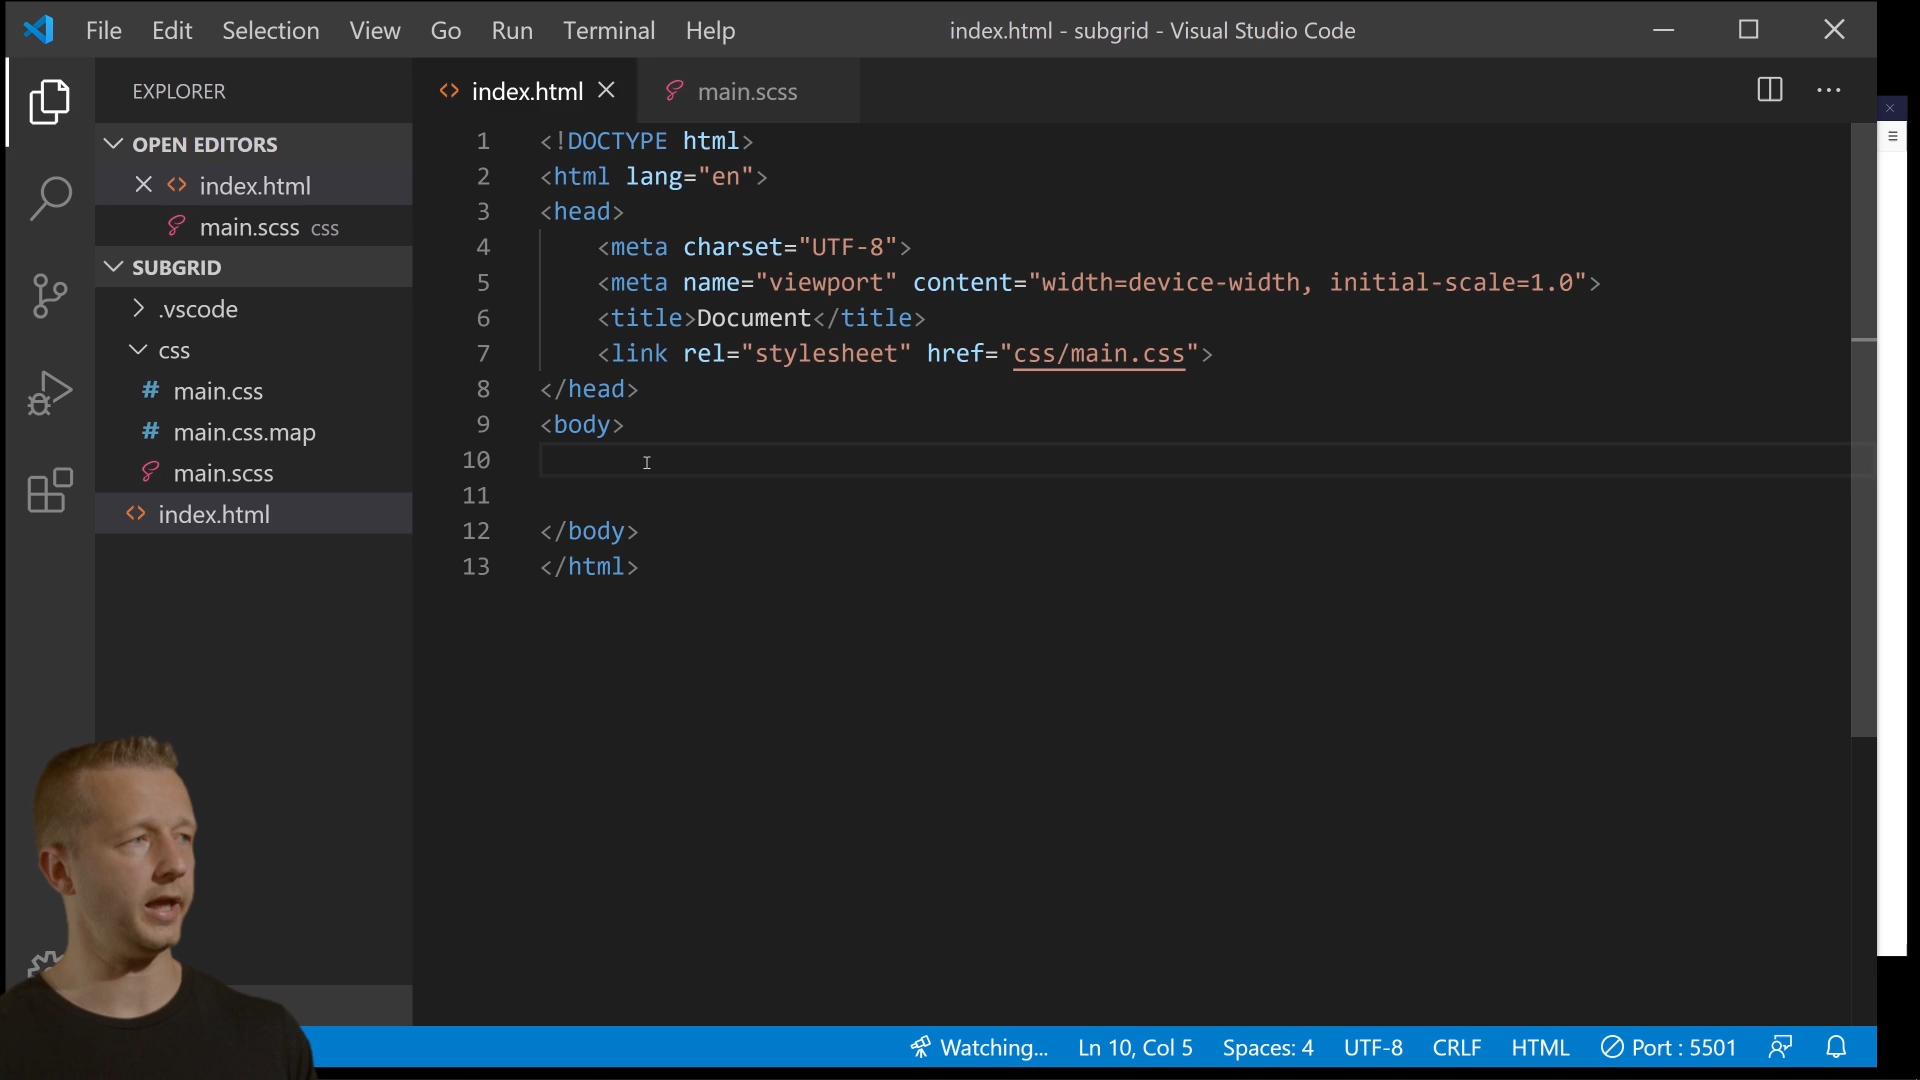 File Edit Selection View Go Run Terminal Help
index.html - subgrid - Visual Studio Code
EXPLORER
OPEN EDITORS
index.html
main.scss css
SUBGRID
.vscode
css
main.css
main.css.map
main.scss
index.html
index.html
main.scss
1 <!DOCTYPE html>
2 <html lang="en">
3 <head>
4 <meta charset="UTF-8">
5 <meta name="viewport" content="width=device-width, initial-scale=1.0">
6 <title>Document</title>
7 <link rel="stylesheet" href="css/main.css">
8 </head>
9 <body>
10
11
12 </body>
13 </html>
Watching... Ln 10, Col 5 Spaces: 4 UTF-8 CRLF HTML Port : 5501